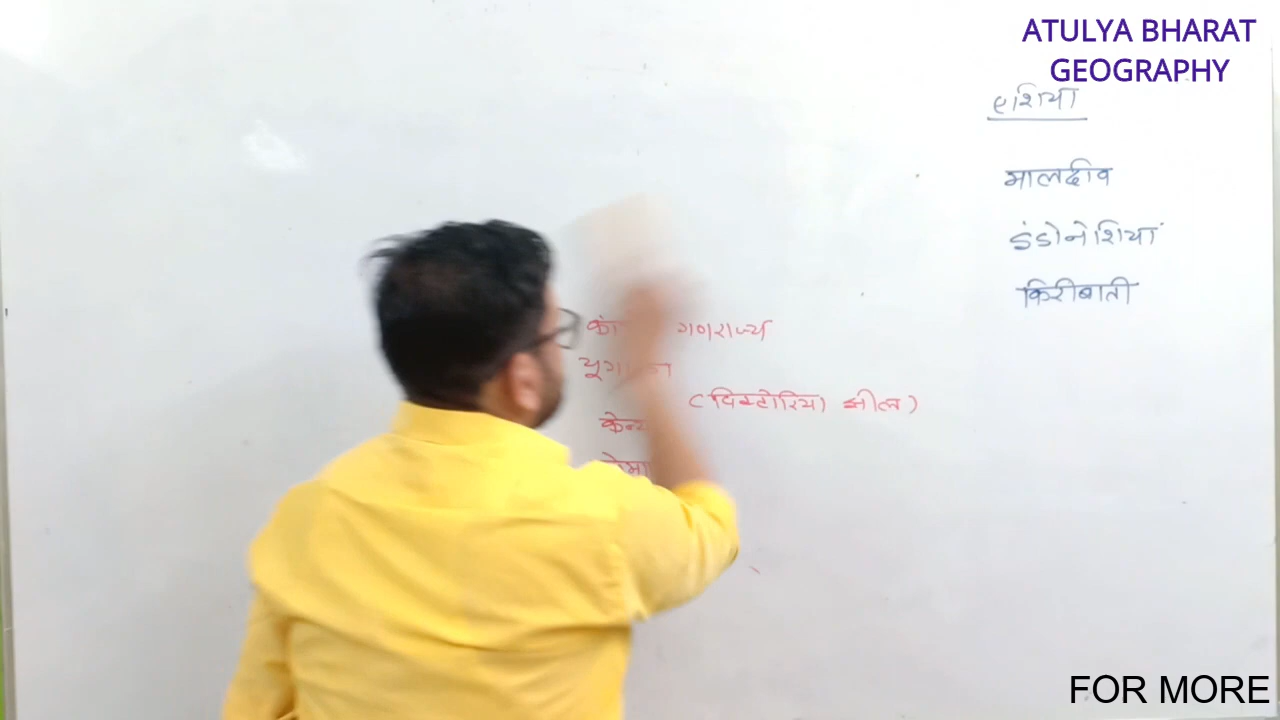 ATULYA BHARAT
GEOGRAPHY
एशिया
मालदीव
इंडोनेशियां
किरीबाती
गणराज्य
(विक्टोरिया झील)
FOR MORE